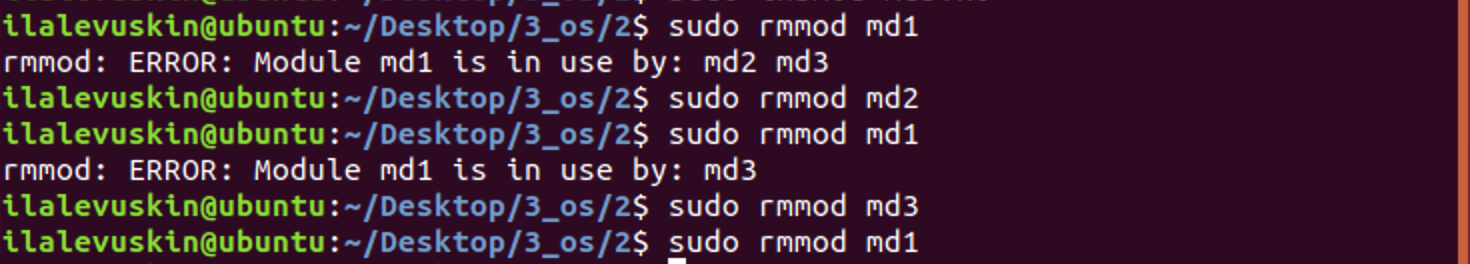 ilalevuskin@ubuntu:~/Desktop/3_os/2$ sudo rmmod md1
rmmod: ERROR: Module md1 is in use by: md2 md3
ilalevuskin@ubuntu:~/Desktop/3_os/2$ sudo rmmod md2
ilalevuskin@ubuntu:~/Desktop/3_os/2$ sudo rmmod md1
rmmod: ERROR: Module md1 is in use by: md3
ilalevuskin@ubuntu:~/Desktop/3_os/2$ sudo rmmod md3
ilalevuskin@ubuntu:~/Desktop/3_os/2$ sudo rmmod md1